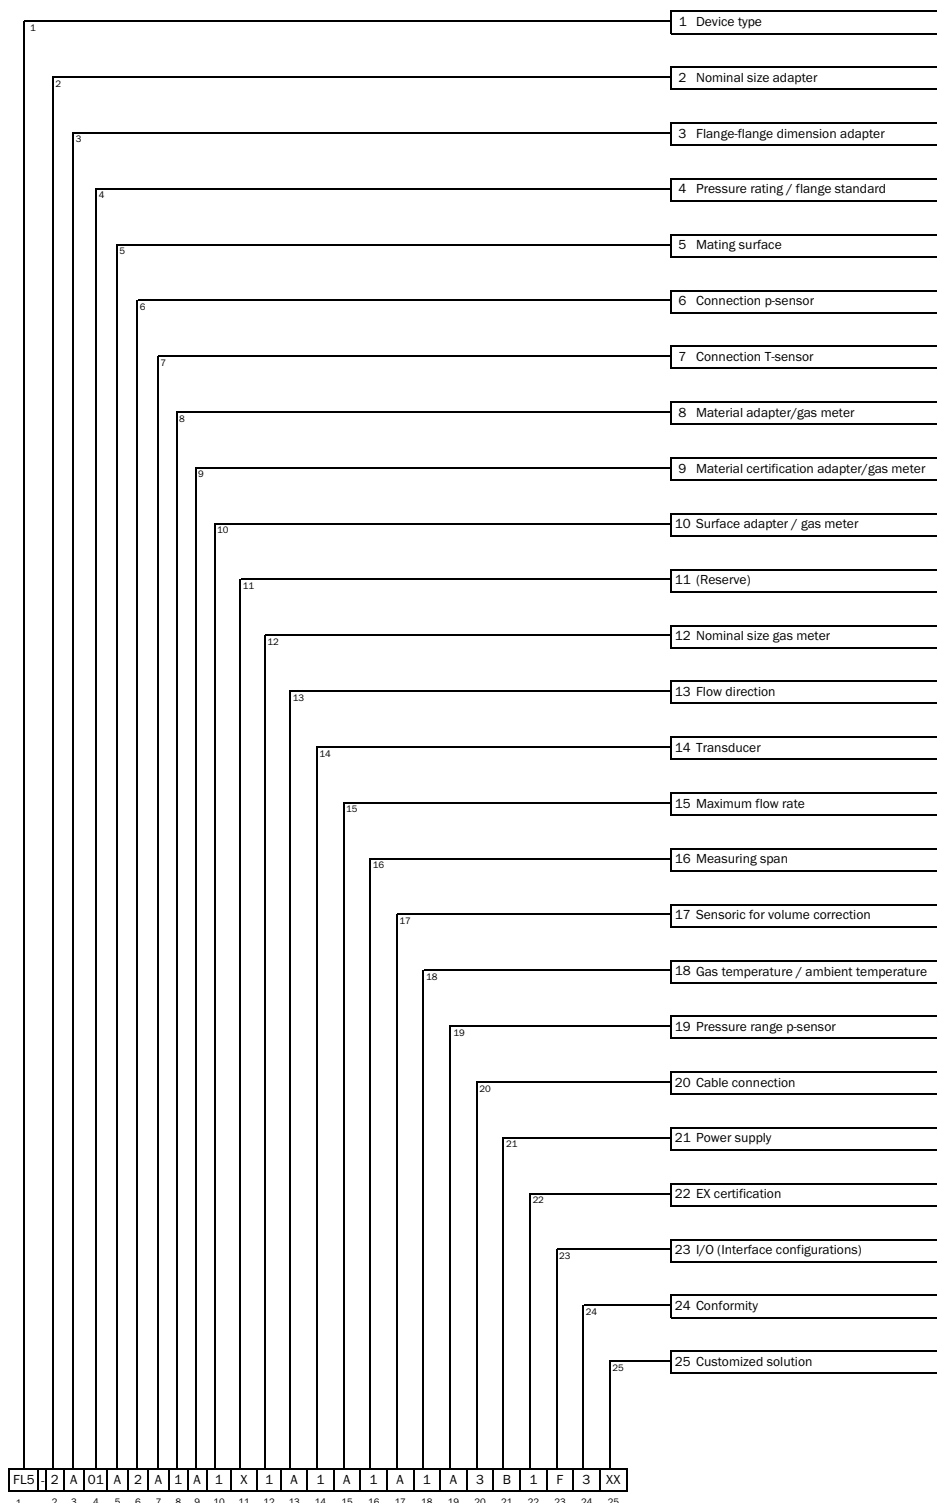 1 Device type
1
2 Nominal size adapter
2
3 Flange-flange dimension adapter
3
4 Pressure rating / flange standard
4
5 Mating surface
5
6 Connection p-sensor
6
7 Connection T-sensor
7
8 Material adapter/gas meter
8
9 Material certification adapter/gas meter
9
10 Surface adapter / gas meter
10
11 (Reserve)
11
12 Nominal size gas meter
12
13 Flow direction
13
14 Transducer
14
15 Maximum flow rate
15
16 Measuring span
16
17 Sensoric for volume correction
17
18 Gas temperature / ambient temperature
18
19 Pressure range p-sensor
19
20 Cable connection
20
21 Power supply
21
22 EX certification
22
23 I/O (Interface configurations)
23
24 Conformity
24
25 Customized solution
25
FL5 - 2 A 01 A 2 A 1 A 1 X 1 A 1 A 1 A 1 A 3 B 1 F 3 XX
1 2 3 4 5 6 7 8 9 10 11 12 13 14 15 16 17 18 19 20 21 22 23 24 25